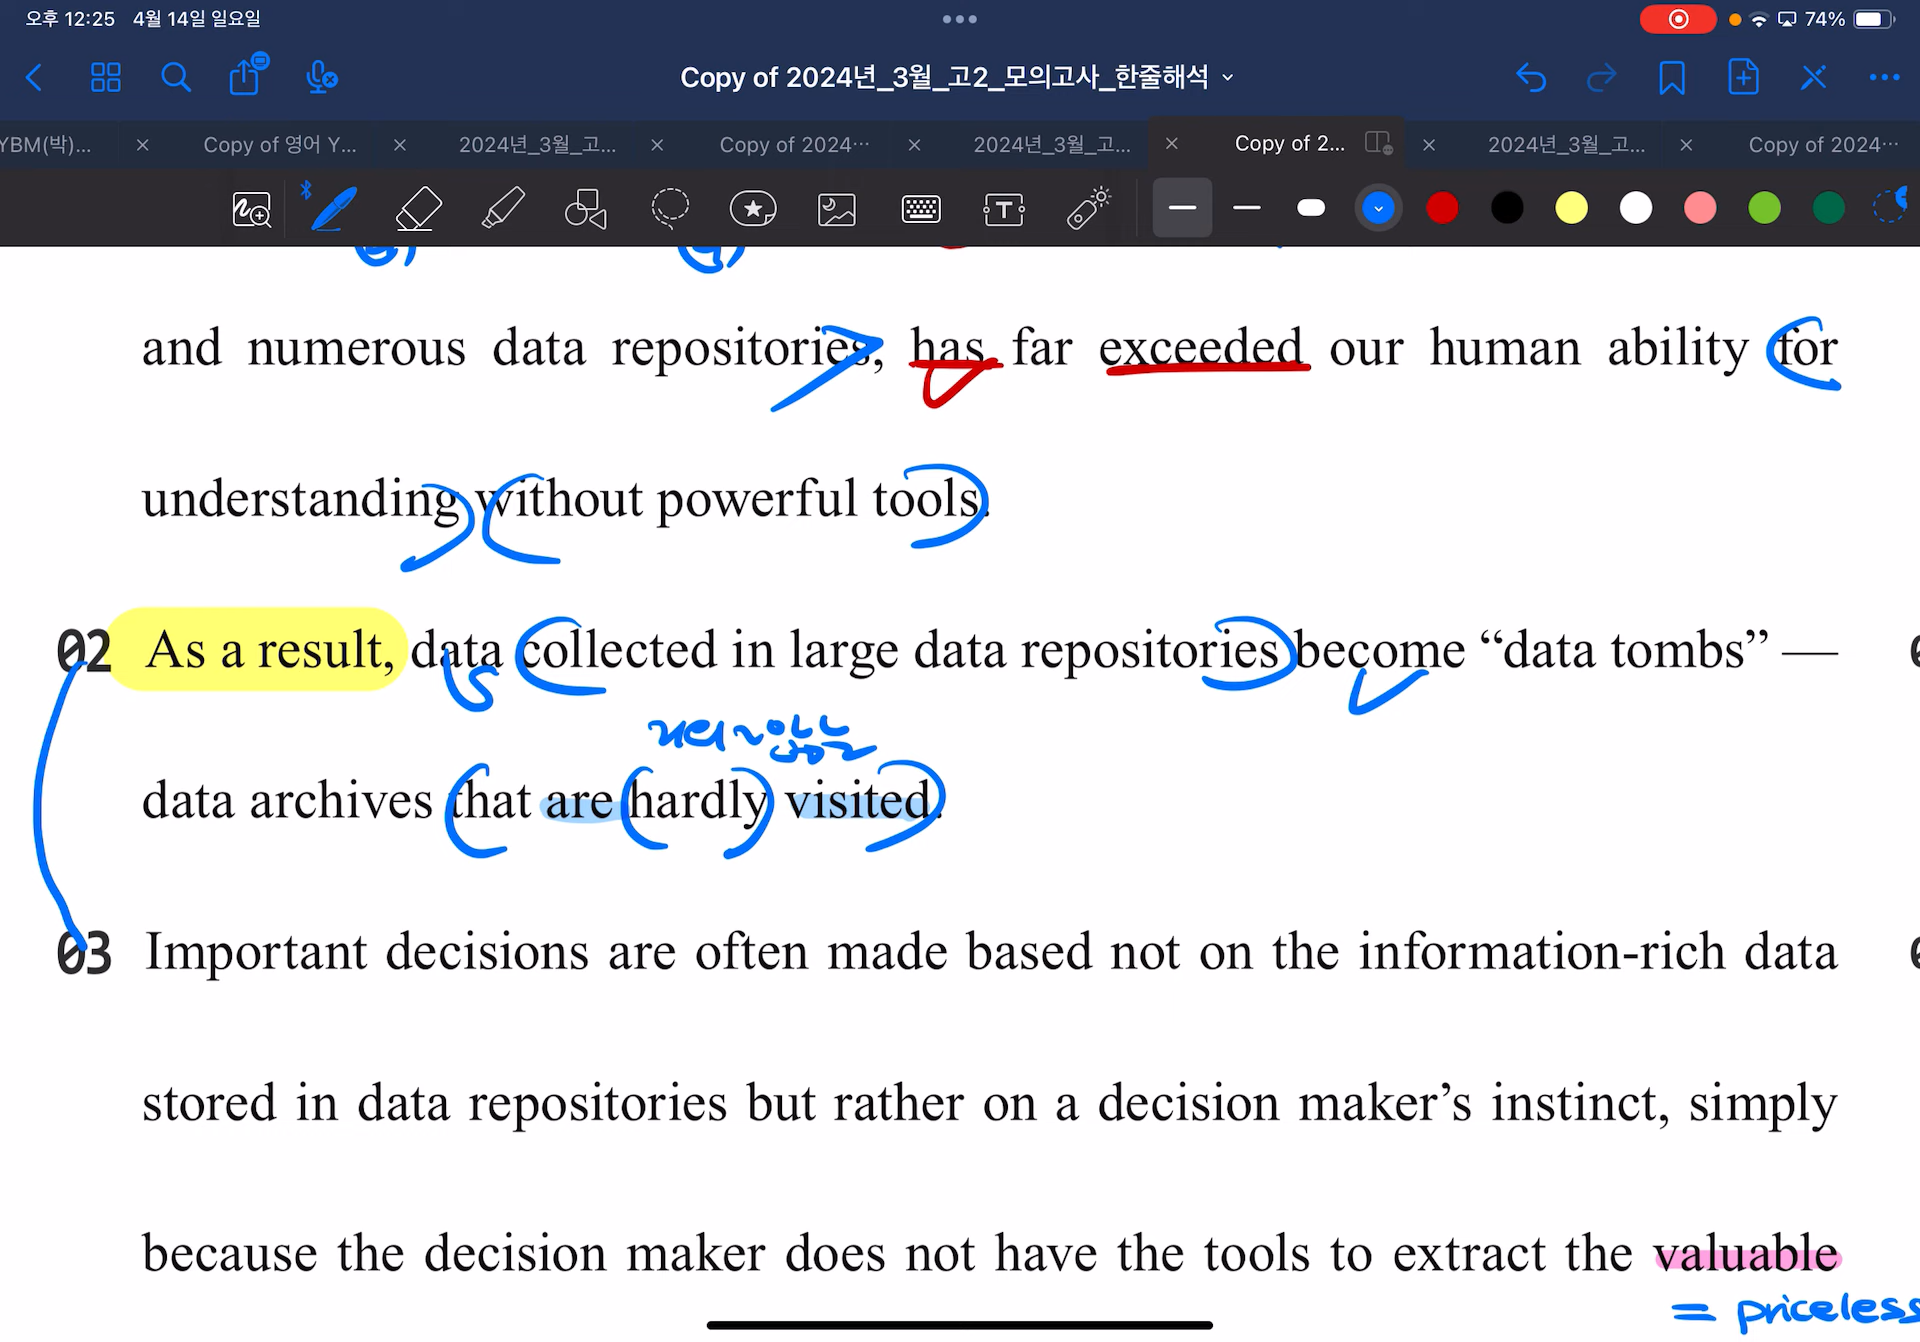 오후 12:25 4월 14일 일요일
74%
Copy of 2024년_3월_고2_모의고사_한줄해석
YBM(박)...
Copy of 영어 Y...
2024년_3월_고...
Copy of 2024...
2024년_3월_고...
Copy of 2...
2024년_3월_고...
Copy of 2024...
and numerous data repositories, has far exceeded our human ability for
understanding without powerful tools.
02 As a result, data collected in large data repositories become “data tombs” —
S
거의 ~ 않는
data archives that are hardly visited.
03 Important decisions are often made based not on the information-rich data
stored in data repositories but rather on a decision maker’s instinct, simply
because the decision maker does not have the tools to extract the valuable
= priceless